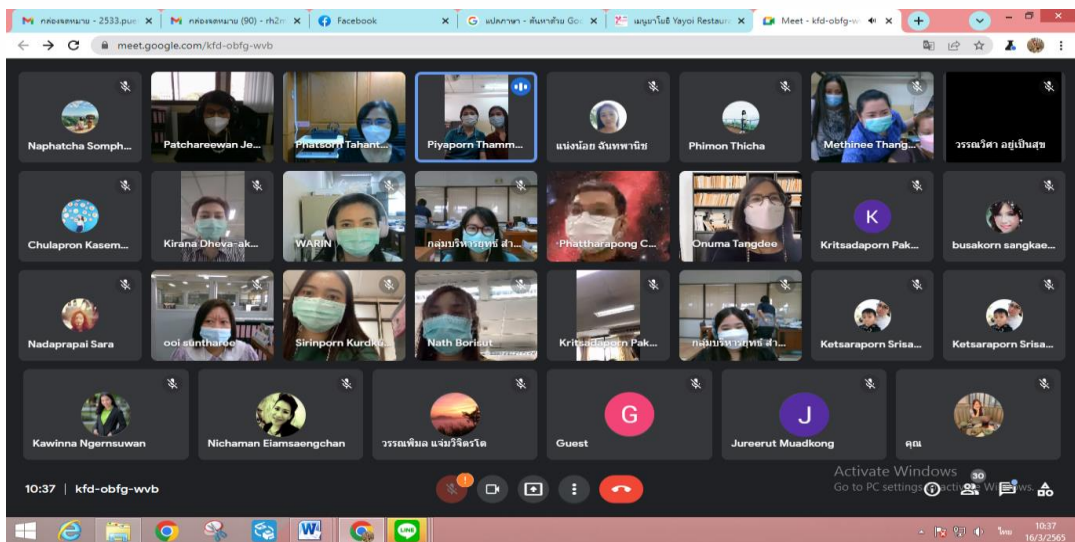 กล่องจดหมาย - 2533.pue
กล่องจดหมาย (90) - rh2
Facebook
แปลภาษา - ค้นหาด้วย Goo
เมนูยาโยอิ Yayoi Restaur
Meet - kfd-obfg-w
meet.google.com/kfd-obfg-wvb
Naphatcha Somph...
Patchareewan Je...
Phatsorn Tahant...
Piyaporn Thamm...
แน่งน้อย ฉันทพานิช
Phimon Thicha
Methinee Thang...
วรรณวิศา อยู่เป็นสุข
Chulapron Kasem...
Kirana Dheva-ak...
WARIN
กลุ่มบริหารยุทธ์ สำ...
Phattharapong C...
Onuma Tangdee
K
Kritsadaporn Pak...
busakorn sangkae...
Nadaprapai Sara
ooi suntharee
Sirinporn Kurdk
Nath Borisut
Kritsadaporn Pak...
กลุ่มบริหารยุทธ์ สำ...
Ketsaraporn Srisa...
Ketsaraporn Srisa...
Kawinna Ngernsuwan
Nichaman Eiamsaengchan
วรรณพิมล แจ่มวิจิตรโต
G
Guest
J
Jureerut Muadkong
คุณ
Activate Windows
Go to PC settings
10:37 | kfd-obfg-wvb
30
LINE
ไทย
10:37
16/3/2565